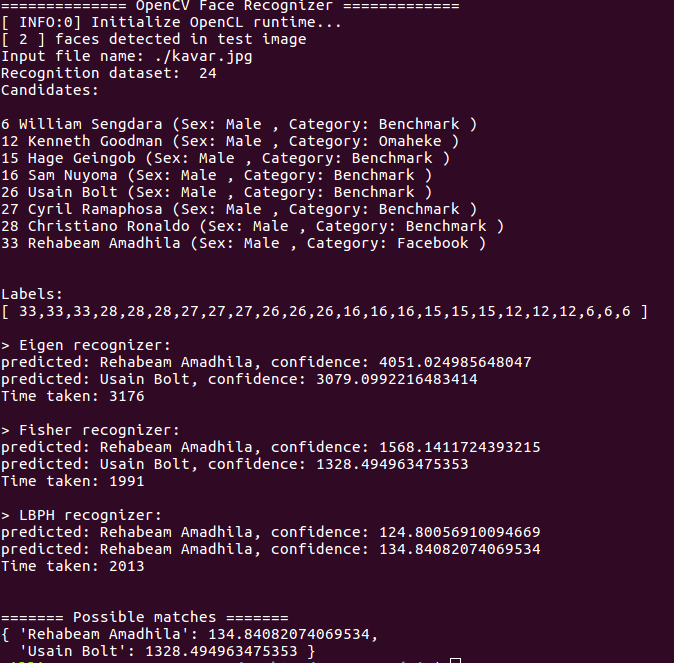 ============== OpenCV Face Recognizer =============
[ INFO:0] Initialize OpenCL runtime...
[ 2 ] faces detected in test image
Input file name: ./kavar.jpg
Recognition dataset:  24
Candidates:
6 William Sengdara (Sex: Male , Category: Benchmark )
12 Kenneth Goodman (Sex: Male , Category: Omaheke )
15 Hage Geingob (Sex: Male , Category: Benchmark )
16 Sam Nuyoma (Sex: Male , Category: Benchmark )
26 Usain Bolt (Sex: Male , Category: Benchmark )
27 Cyril Ramaphosa (Sex: Male , Category: Benchmark )
28 Christiano Ronaldo (Sex: Male , Category: Benchmark )
33 Rehabeam Amadhila (Sex: Male , Category: Facebook )
Labels:
[ 33,33,33,28,28,28,27,27,27,26,26,26,16,16,16,15,15,15,12,12,12,6,6,6 ]
> Eigen recognizer:
predicted: Rehabeam Amadhila, confidence: 4051.024985648047
predicted: Usain Bolt, confidence: 3079.0992216483414
Time taken: 3176
> Fisher recognizer:
predicted: Rehabeam Amadhila, confidence: 1568.1411724393215
predicted: Usain Bolt, confidence: 1328.494963475353
Time taken: 1991
> LBPH recognizer:
predicted: Rehabeam Amadhila, confidence: 124.80056910094669
predicted: Rehabeam Amadhila, confidence: 134.84082074069534
Time taken: 2013
======= Possible matches =======
{ 'Rehabeam Amadhila': 134.84082074069534,
  'Usain Bolt': 1328.494963475353 }